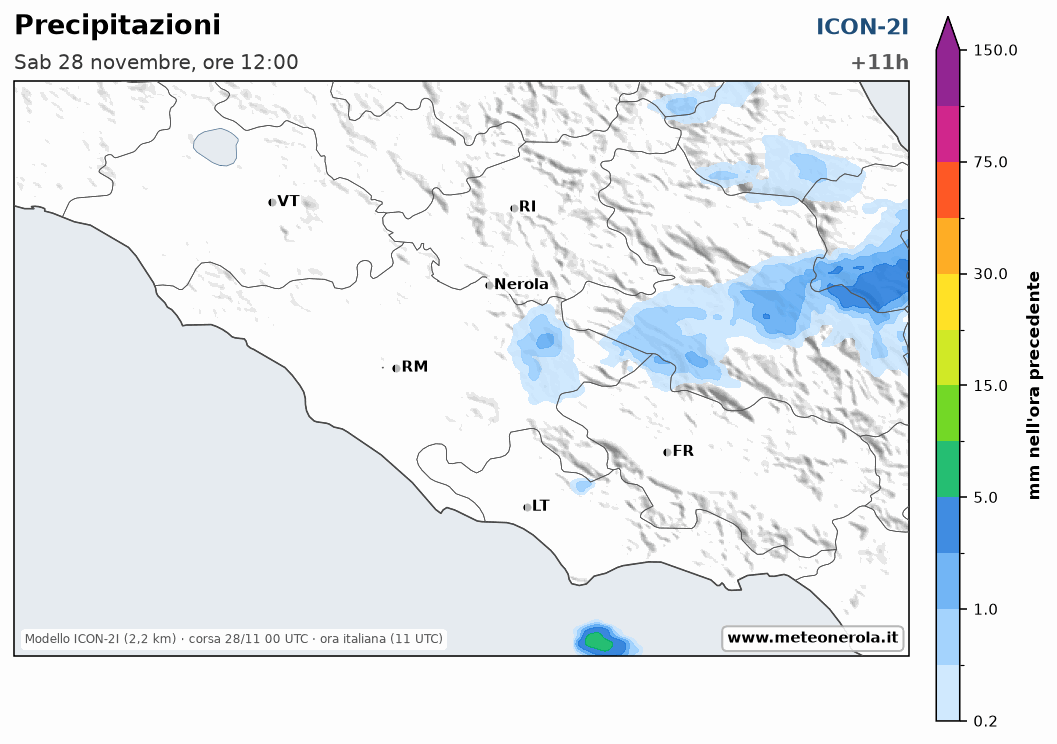 Precipitazioni
ICON-2I
Sab 28 novembre, ore 12:00
+11h
150.0
75.0
30.0
15.0
5.0
1.0
0.2
mm nell'ora precedente
VT
RI
Nerola
RM
FR
LT
Modello ICON-2I (2,2 km) · corsa 28/11 00 UTC · ora italiana (11 UTC)
www.meteonerola.it